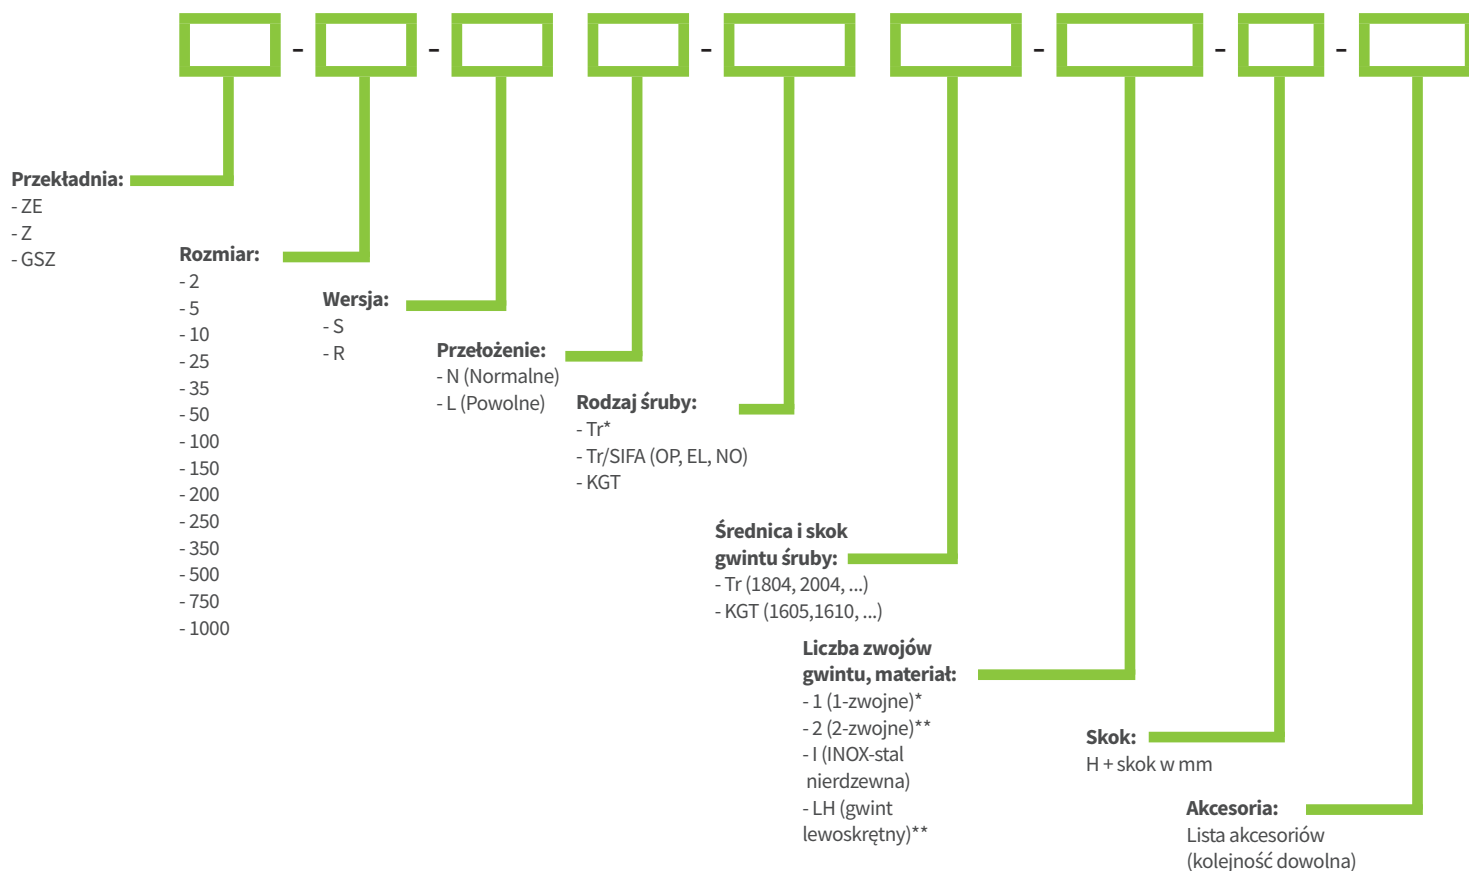 - - - - - -
Przekładnia:
- ZE
- Z
- GSZ
Rozmiar:
- 2
- 5
- 10
- 25
- 35
- 50
- 100
- 150
- 200
- 250
- 350
- 500
- 750
- 1000
Wersja:
- S
- R
Przełożenie:
- N (Normalne)
- L (Powolne)
Rodzaj śruby:
- Tr*
- Tr/SIFA (OP, EL, NO)
- KGT
Średnica i skok
gwintu śruby:
- Tr (1804, 2004, ...)
- KGT (1605,1610, ...)
Liczba zwojów
gwintu, materiał:
- 1 (1-zwojne)*
- 2 (2-zwojne)**
- I (INOX-stal
nierdzewna)
- LH (gwint
lewoskrętny)**
Skok:
H + skok w mm
Akcesoria:
Lista akcesoriów
(kolejność dowolna)